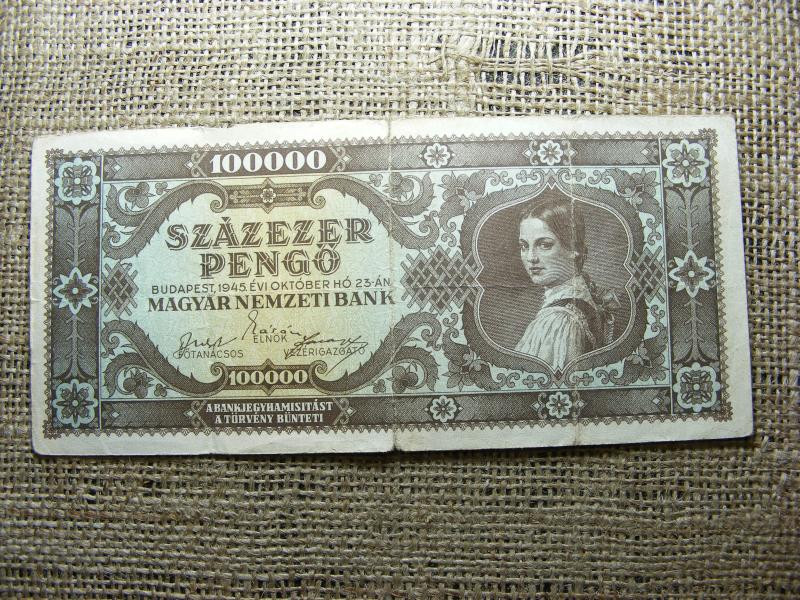 100000
SZÁZEZER
PENGŐ
BUDAPEST, 1945. ÉVI OKTÓBER HÓ 23-ÁN
MAGYAR NEMZETI BANK
FŐTANÁCSOS
ELNÖK
VEZÉRIGAZGATÓ
100000
A BANKJEGYHAMISITÁST
A TÖRVÉNY BÜNTETI